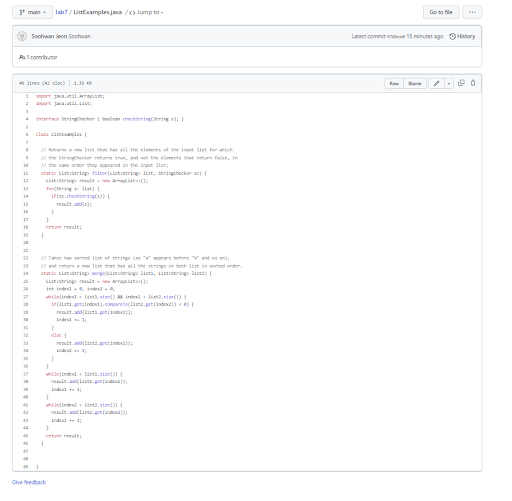 main
lab7 / ListExamples.java / <> Jump to
Go to file
...
Soohwan Jeon Soohwan
Latest commit 15 minutes ago
History
1 contributor
49 lines (43 sloc) 1.35 KB
Raw
Blame
1 import java.util.ArrayList;
2 import java.util.List;
3
4 interface StringChecker { boolean checkString(String s); }
5
6 class ListExamples {
7
8 // Returns a new list that has all the elements of the input list for which
9 // the StringChecker returns true, and not the elements that return false, in
10 // the same order they appeared in the input list;
11 static List<String> filter(List<String> list, StringChecker sc) {
12 List<String> result = new ArrayList<>();
13 for(String s: list) {
14 if(sc.checkString(s)) {
15 result.add(s);
16 }
17 }
18 return result;
19 }
20
21
22 // Takes two sorted list of strings (so "a" appears before "b" and so on),
23 // and return a new list that has all the strings in both list in sorted order.
24 static List<String> merge(List<String> list1, List<String> list2) {
25 List<String> result = new ArrayList<>();
26 int index1 = 0, index2 = 0;
27 while(index1 < list1.size() && index2 < list2.size()) {
28 if(list1.get(index1).compareTo(list2.get(index2)) < 0) {
29 result.add(list1.get(index1));
30 index1 += 1;
31 }
32 else {
33 result.add(list2.get(index2));
34 index2 += 1;
35 }
36 }
37 while(index1 < list1.size()) {
38 result.add(list1.get(index1));
39 index1 += 1;
40 }
41 while(index2 < list2.size()) {
42 result.add(list2.get(index2));
43 index2 += 1;
44 }
45 return result;
46 }
47
48
49 }
Give feedback